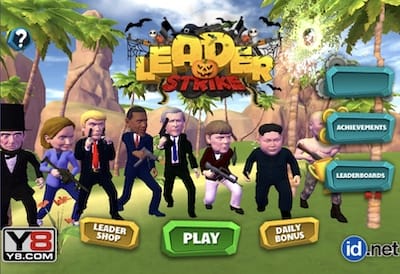 ?
LEADER
STRIKE
ACHIEVEMENTS
LEADERBOARDS
Y8
Y8.COM
LEADER
SHOP
PLAY
DAILY
BONUS
id.net